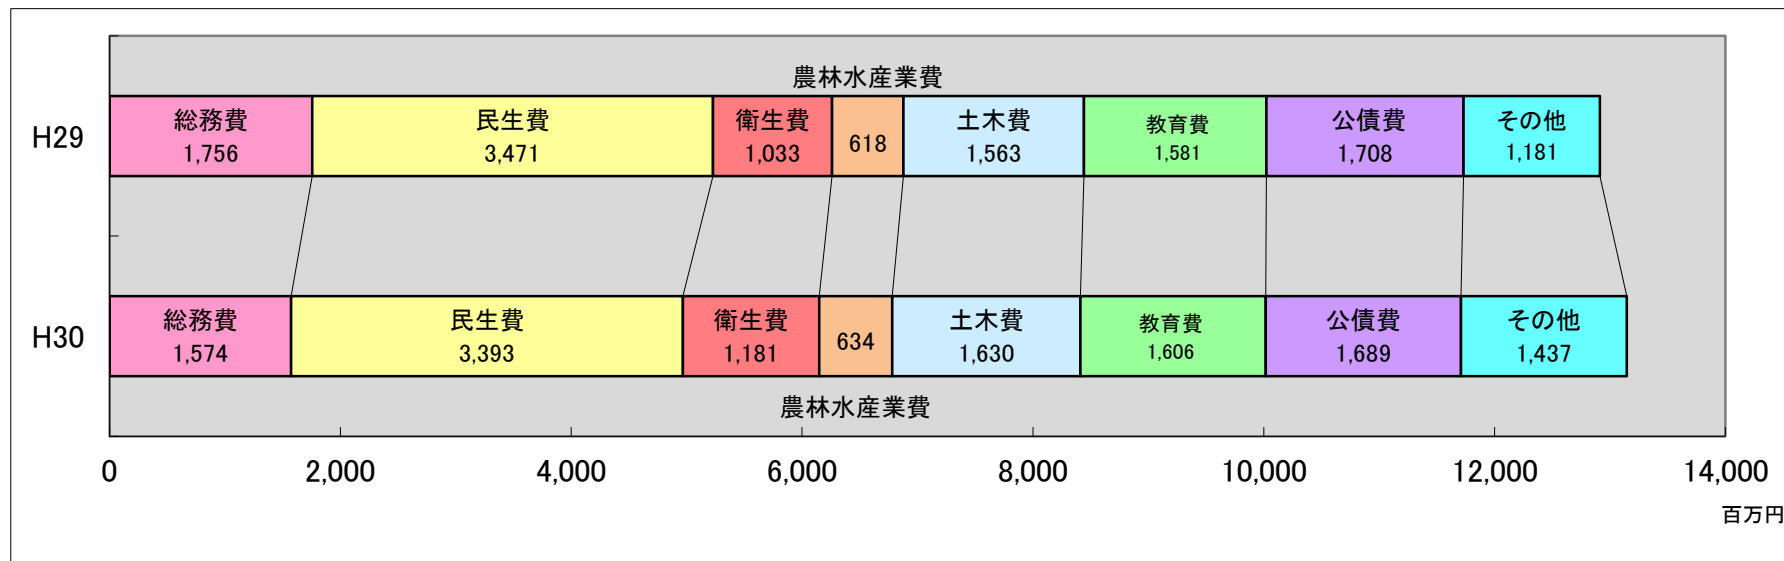 農林水産業費
H29
総務費
1,756
民生費
3,471
衛生費
1,033
618
土木費
1,563
教育費
1,581
公債費
1,708
その他
1,181
H30
総務費
1,574
民生費
3,393
衛生費
1,181
634
土木費
1,630
教育費
1,606
公債費
1,689
その他
1,437
農林水産業費
0
2,000
4,000
6,000
8,000
10,000
12,000
14,000
百万円